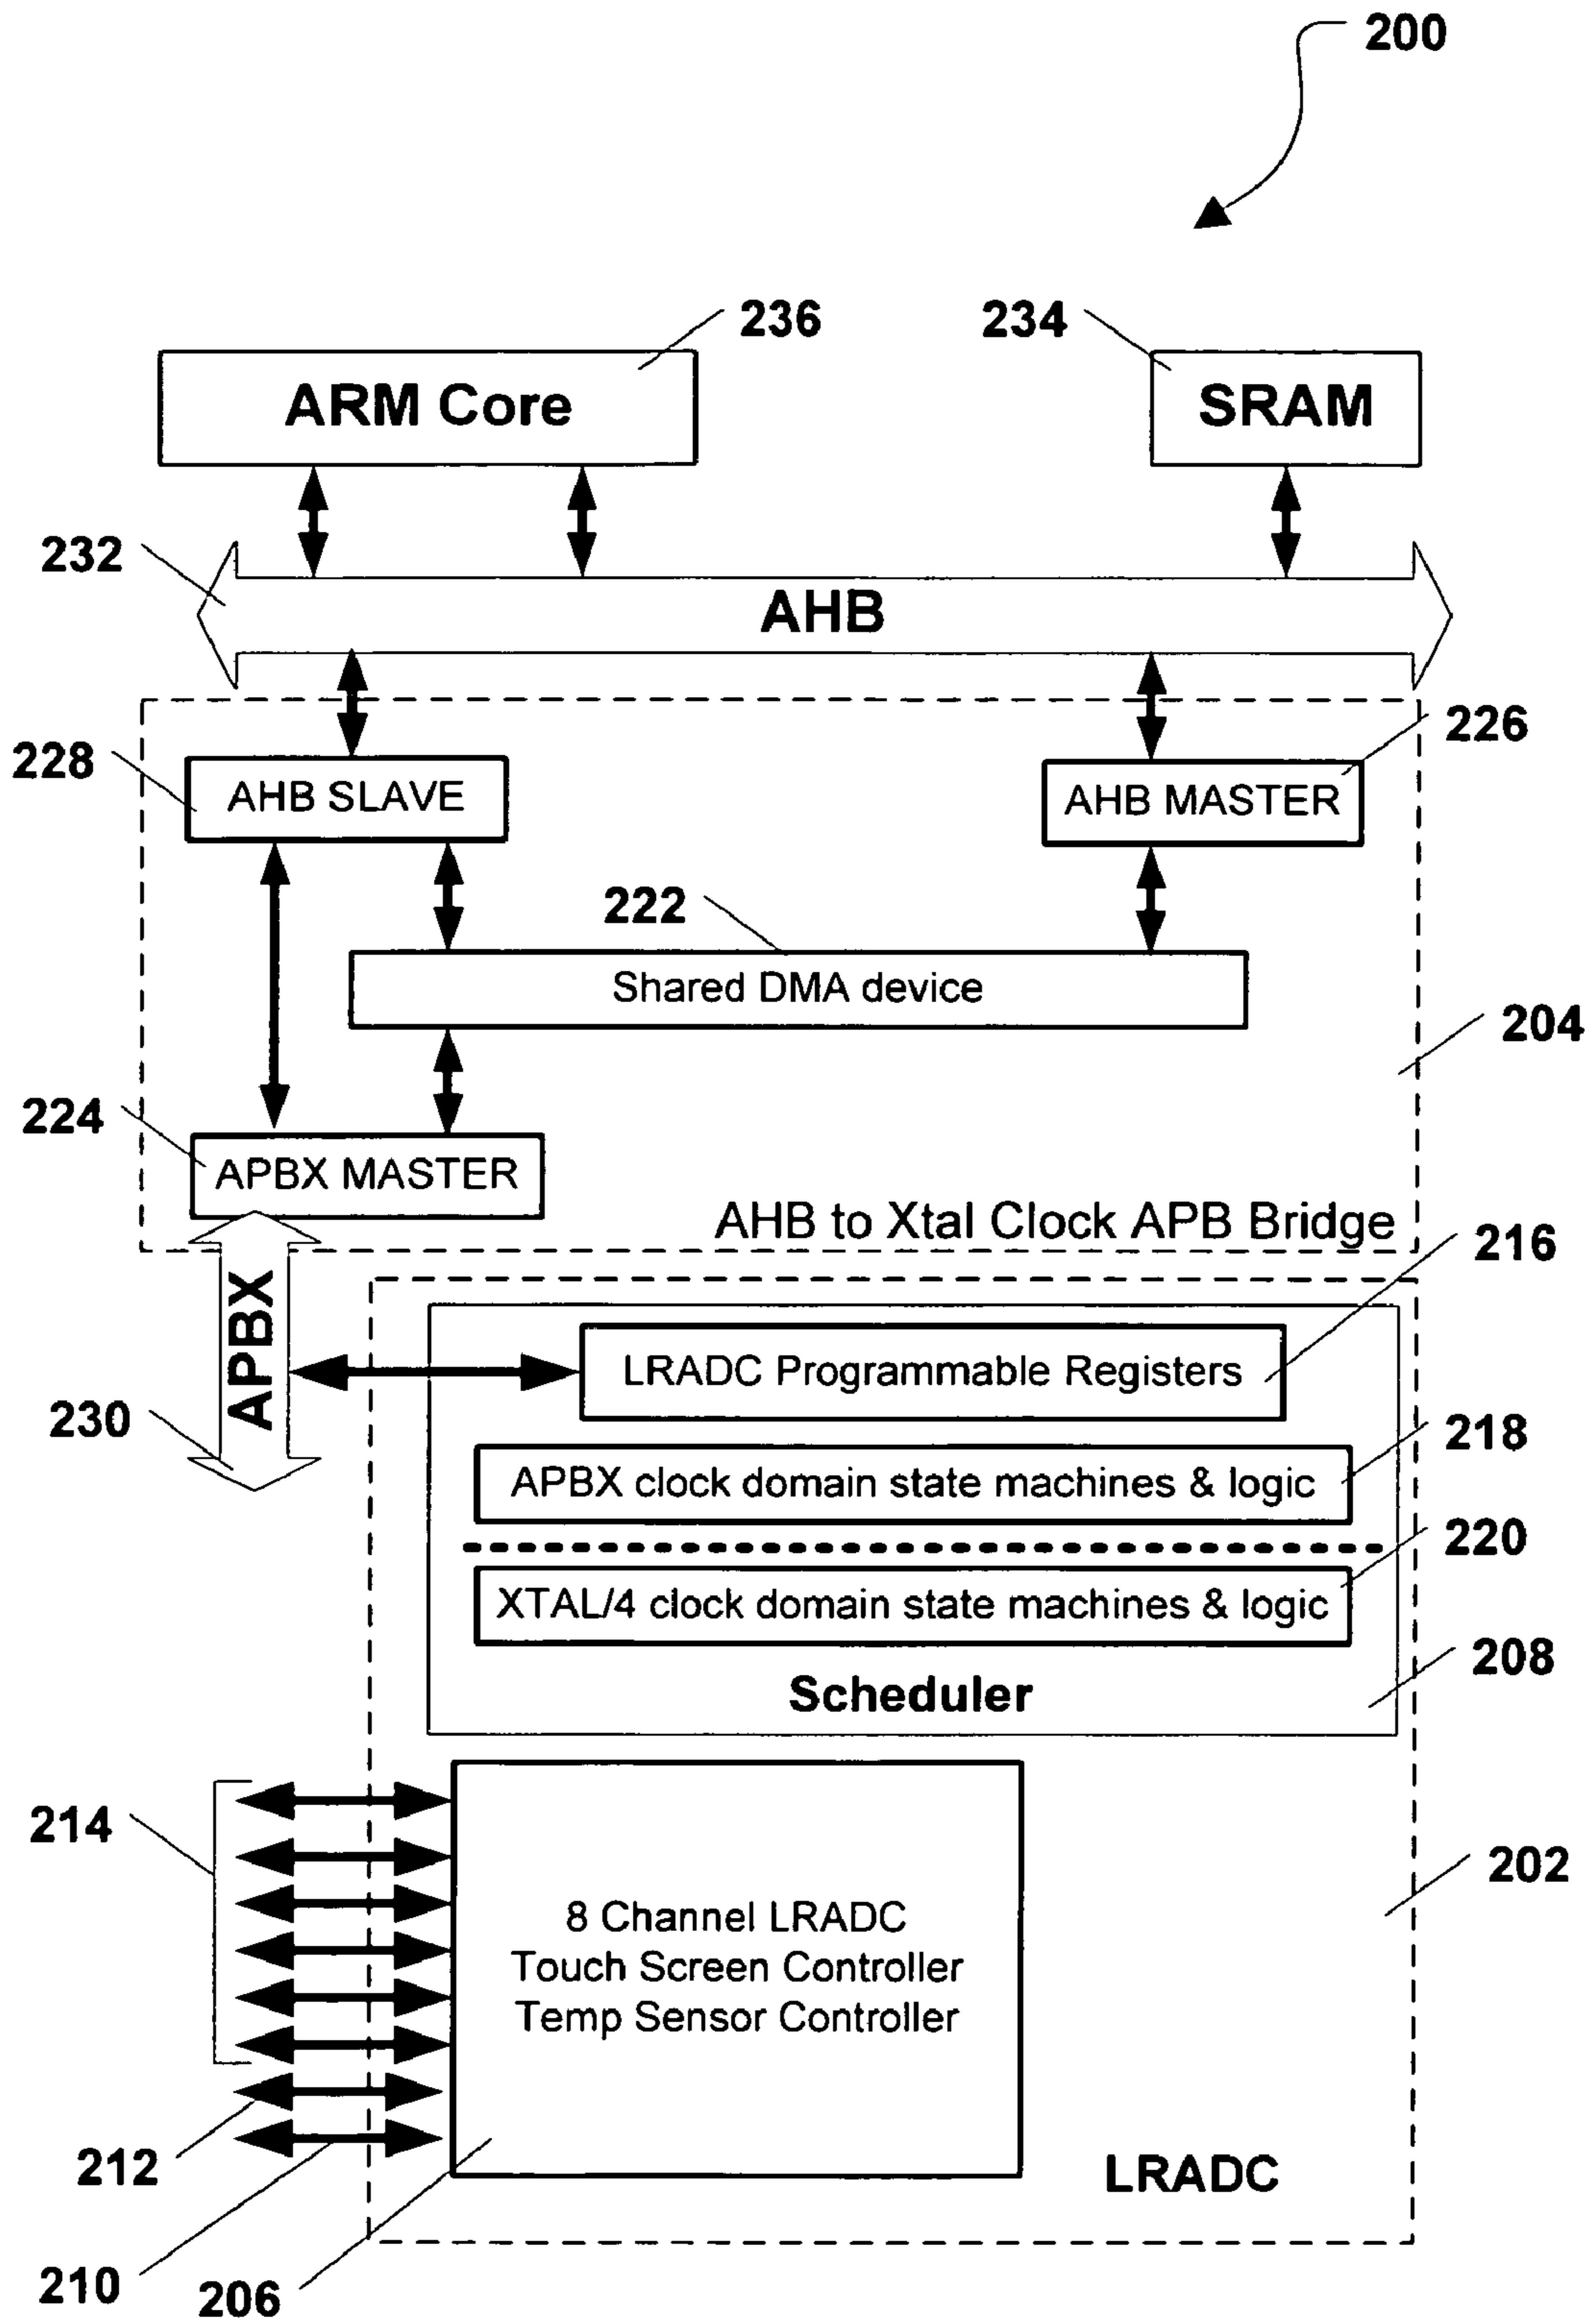 200
236
234
ARM Core
SRAM
232
AHB
228
226
AHB SLAVE
AHB MASTER
222
Shared DMA device
204
224
APBX MASTER
AHB to Xtal Clock APB Bridge
216
APBX
LRADC Programmable Registers
230
218
APBX clock domain state machines & logic
220
XTAL/4 clock domain state machines & logic
208
Scheduler
214
202
8 Channel LRADC
Touch Screen Controller
Temp Sensor Controller
212
LRADC
210
206